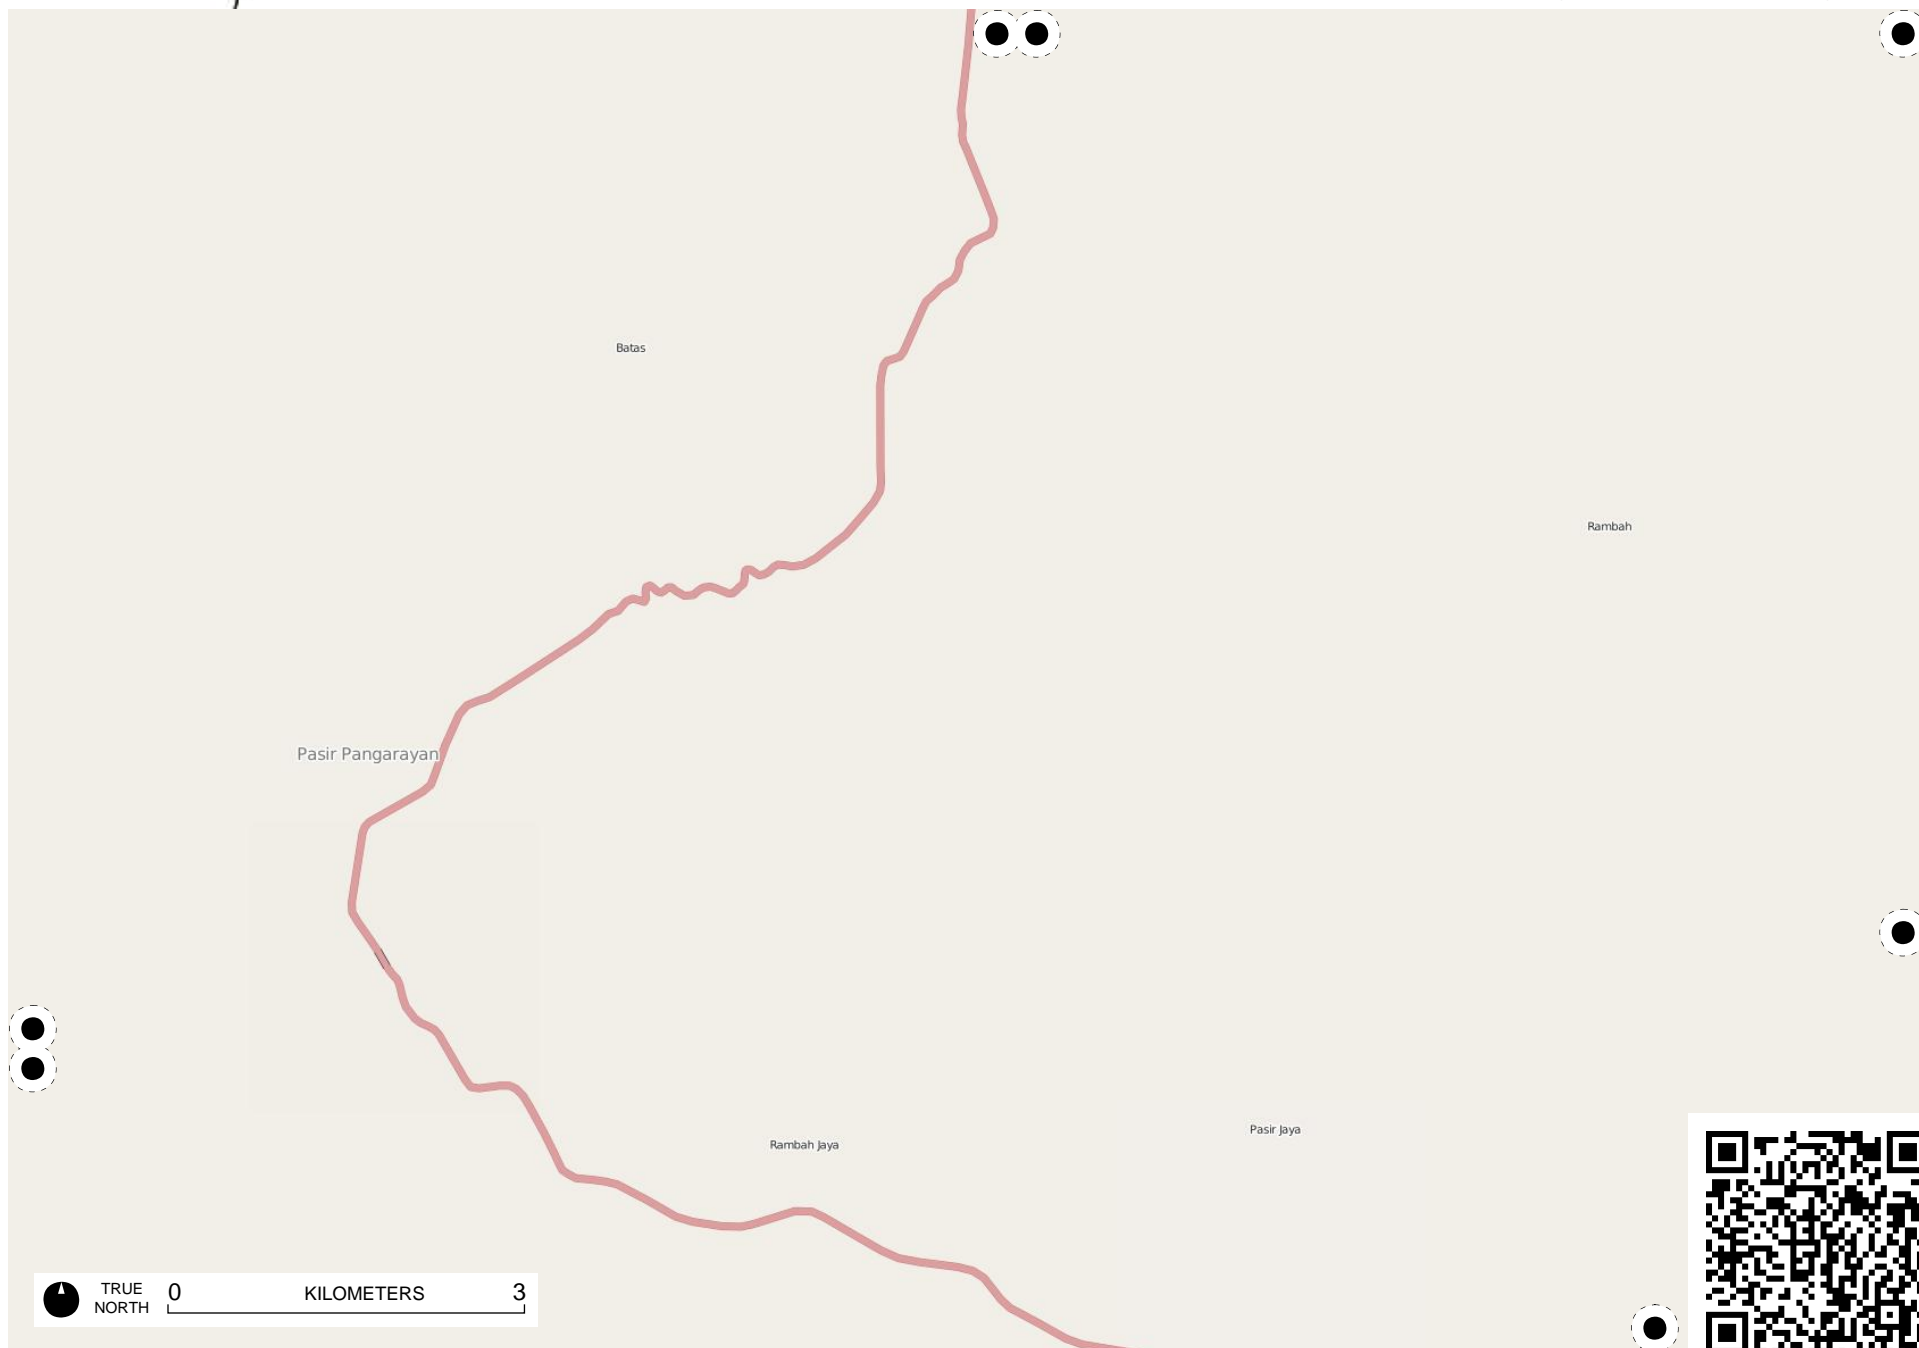 Batas
Rambah
Pasir Pangarayan
Pasir Jaya
Rambah Jaya
TRUE
NORTH
0 KILOMETERS 3